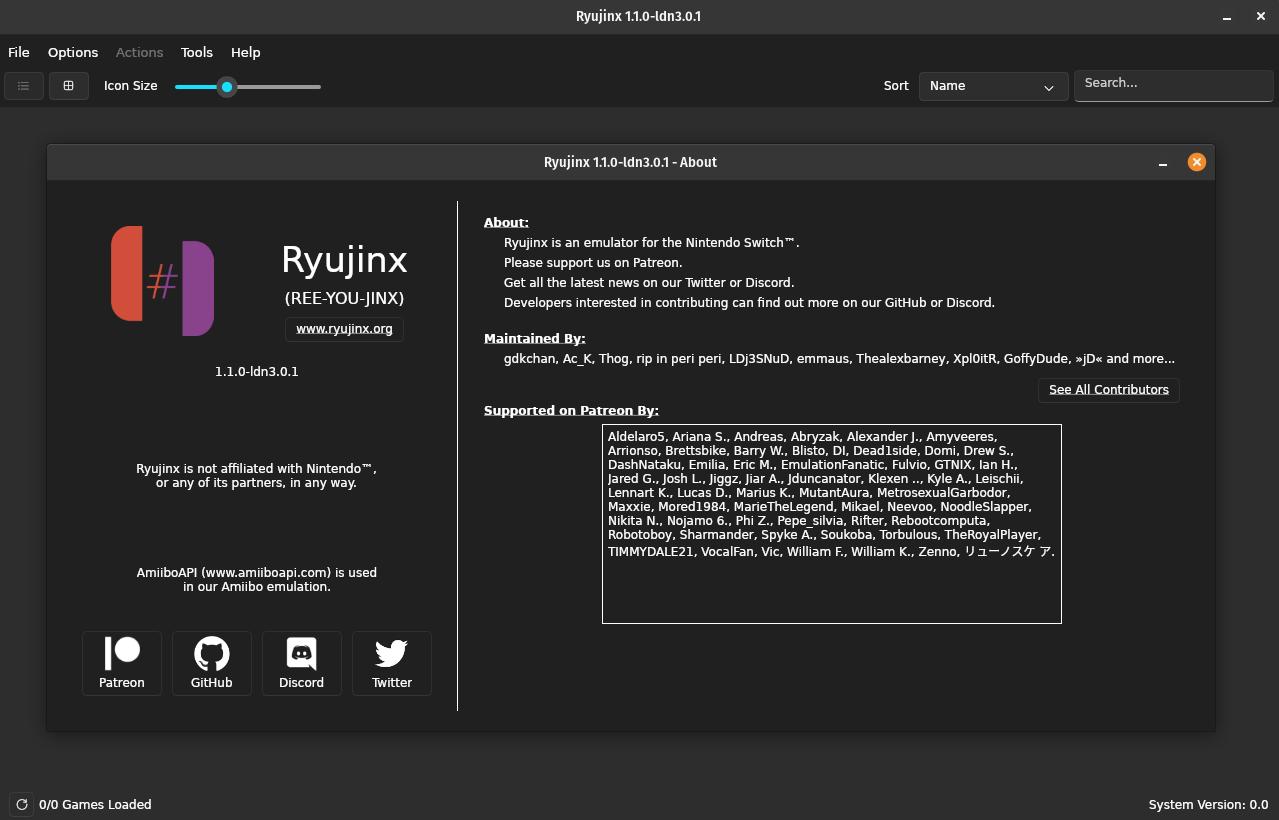 Ryujinx 1.1.0-ldn3.0.1
File Options Actions Tools Help
Icon Size Sort Name Search...
Ryujinx 1.1.0-ldn3.0.1 - About
#
Ryujinx
(REE-YOU-JINX)
www.ryujinx.org
1.1.0-ldn3.0.1
Ryujinx is not affiliated with Nintendo™,
or any of its partners, in any way.
AmiiboAPI (www.amiiboapi.com) is used
in our Amiibo emulation.
Patreon GitHub Discord Twitter
About:
Ryujinx is an emulator for the Nintendo Switch™.
Please support us on Patreon.
Get all the latest news on our Twitter or Discord.
Developers interested in contributing can find out more on our GitHub or Discord.
Maintained By:
gdkchan, Ac_K, Thog, rip in peri peri, LDj3SNuD, emmaus, Thealexbarney, Xpl0itR, GoffyDude, »jD« and more...
See All Contributors
Supported on Patreon By:
Aldelaro5, Ariana S., Andreas, Abryzak, Alexander J., Amyveeres,
Arrionso, Brettsbike, Barry W., Blisto, DI, Dead1side, Domi, Drew S.,
DashNataku, Emilia, Eric M., EmulationFanatic, Fulvio, GTNIX, Ian H.,
Jared G., Josh L., Jiggz, Jiar A., Jduncanator, Klexen .., Kyle A., Leischii,
Lennart K., Lucas D., Marius K., MutantAura, MetrosexualGarbodor,
Maxxie, Mored1984, MarieTheLegend, Mikael, Neevoo, NoodleSlapper,
Nikita N., Nojamo 6., Phi Z., Pepe_silvia, Rifter, Rebootcomputa,
Robotoboy, Sharmander, Spyke A., Soukoba, Torbulous, TheRoyalPlayer,
TIMMYDALE21, VocalFan, Vic, William F., William K., Zenno, リューノスケ ア.
0/0 Games Loaded System Version: 0.0